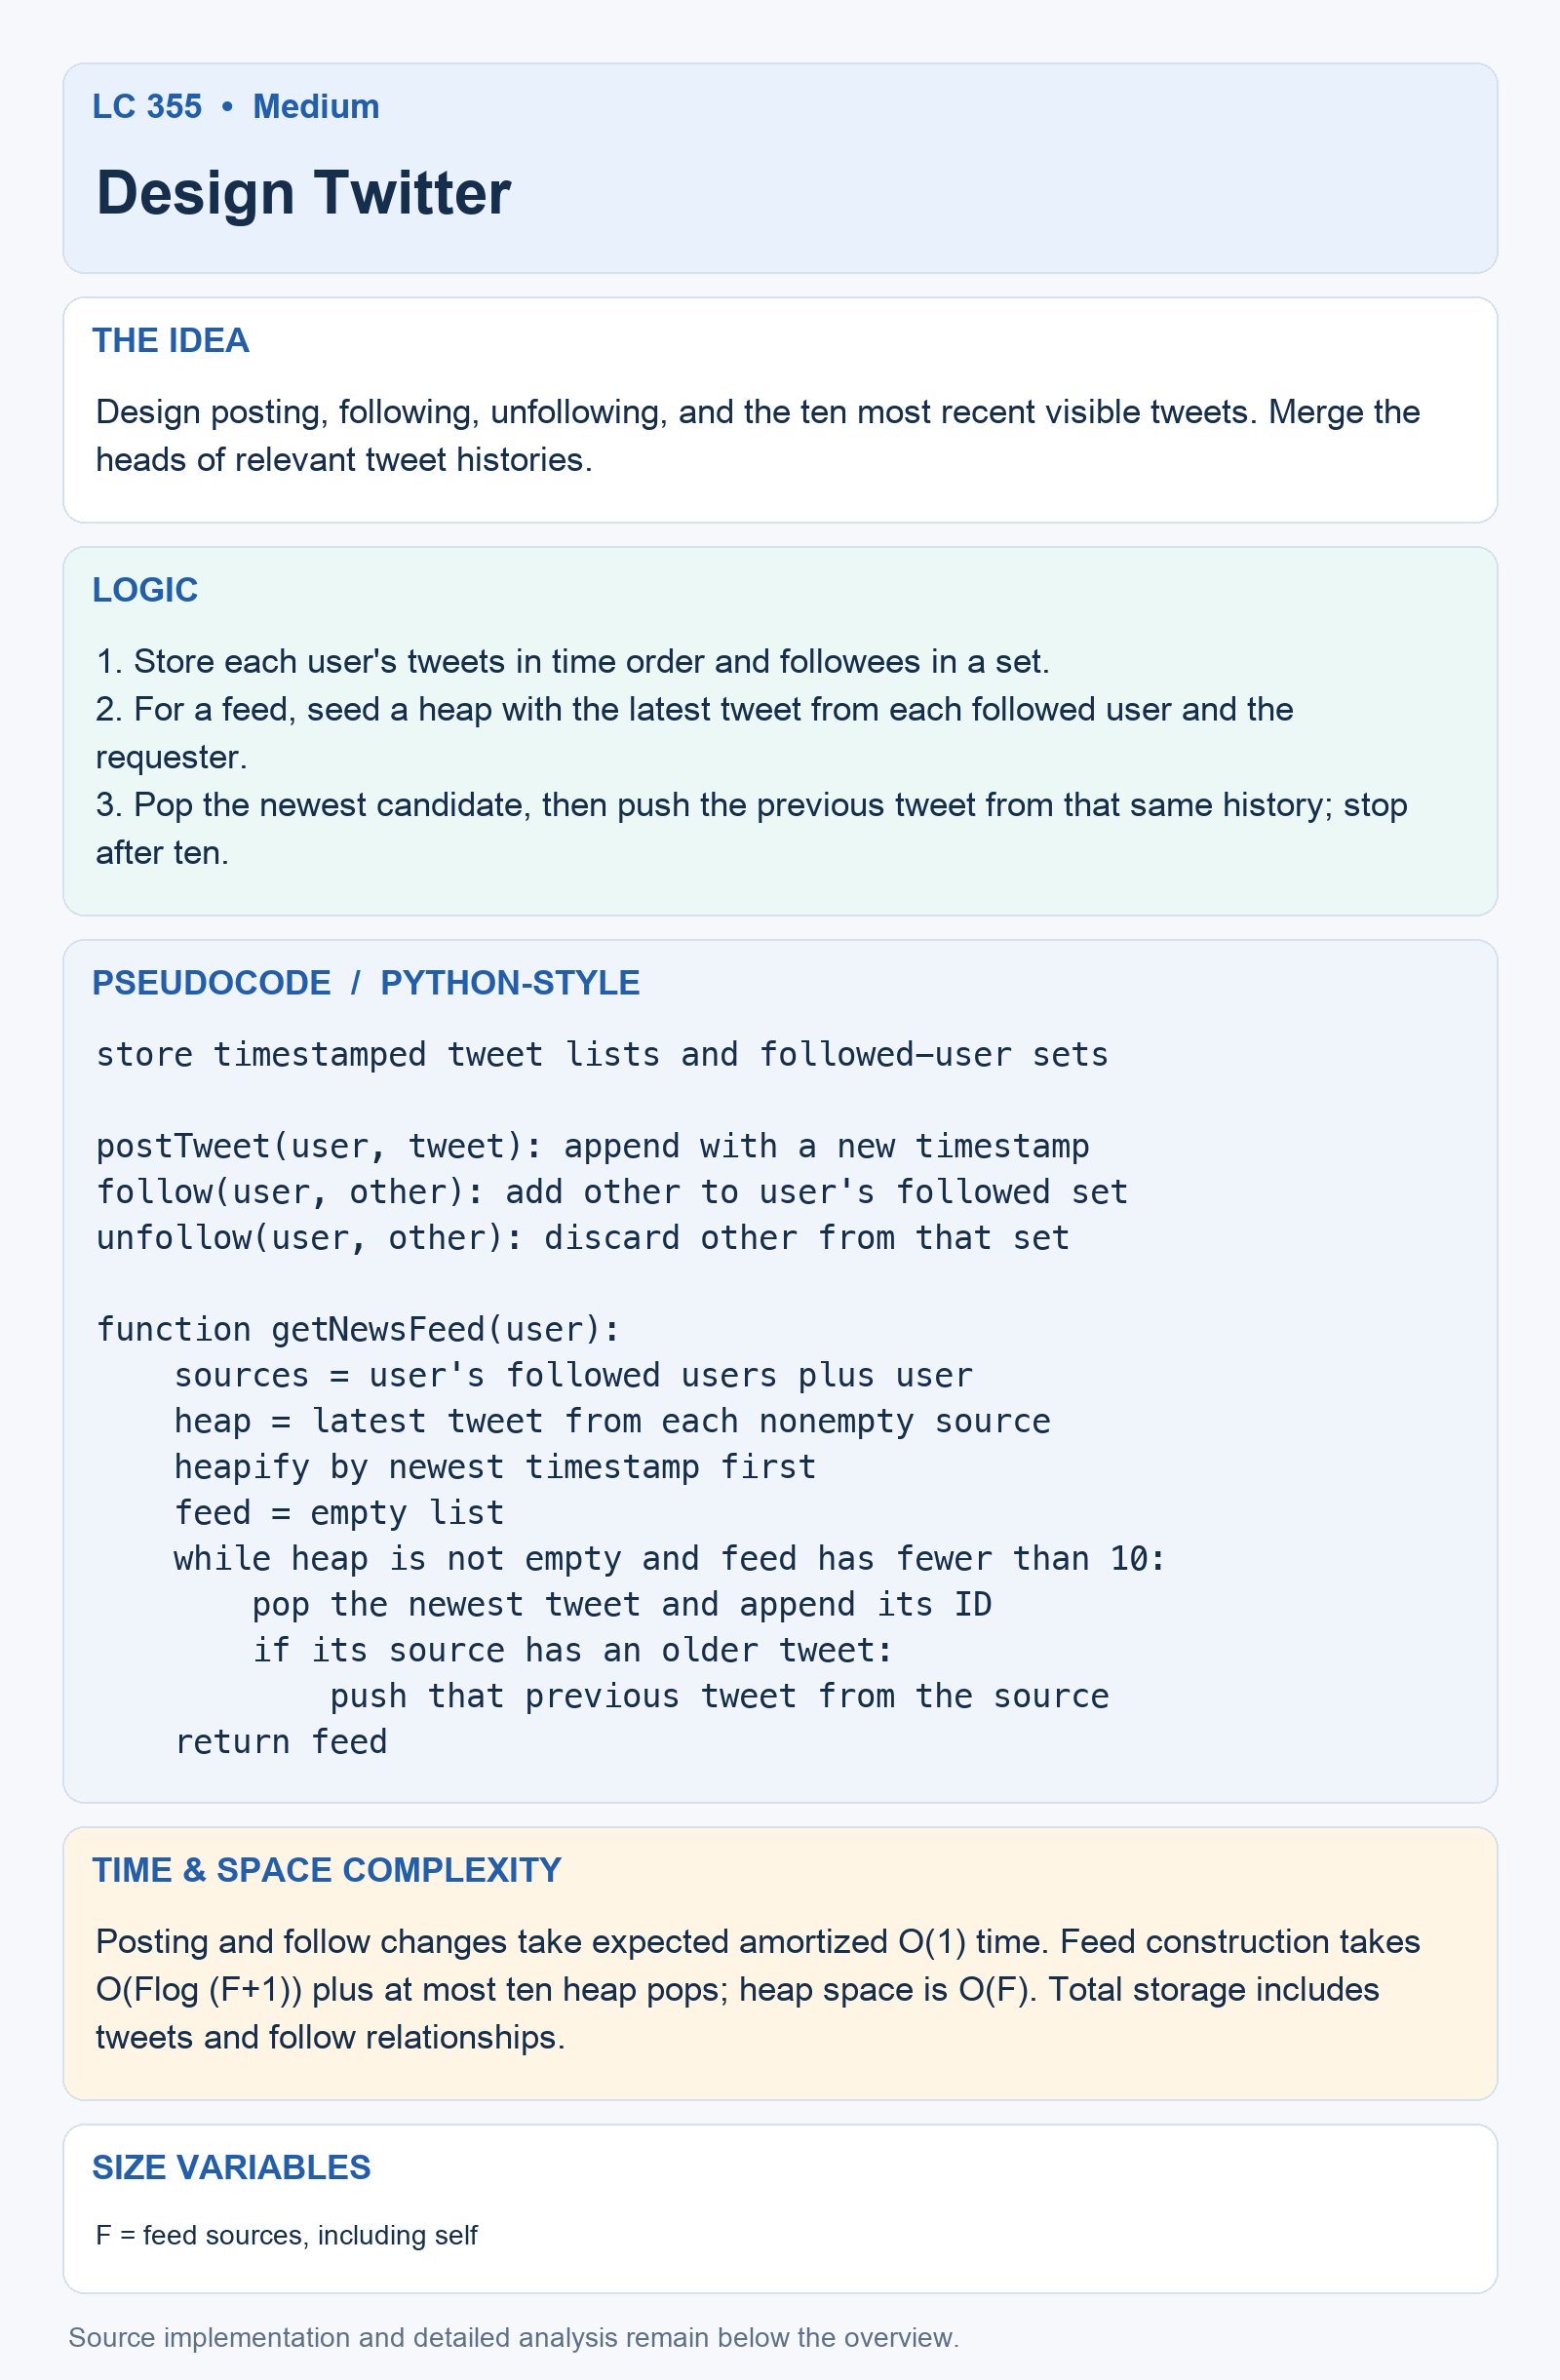 LC 355 • Medium
Design Twitter
THE IDEA
Design posting, following, unfollowing, and the ten most recent visible tweets. Merge the
heads of relevant tweet histories.
LOGIC
1. Store each user's tweets in time order and followees in a set.
2. For a feed, seed a heap with the latest tweet from each followed user and the
requester.
3. Pop the newest candidate, then push the previous tweet from that same history; stop
after ten.
PSEUDOCODE / PYTHON-STYLE
store timestamped tweet lists and followed-user sets
postTweet(user, tweet): append with a new timestamp
follow(user, other): add other to user's followed set
unfollow(user, other): discard other from that set
function getNewsFeed(user):
    sources = user's followed users plus user
    heap = latest tweet from each nonempty source
    heapify by newest timestamp first
    feed = empty list
    while heap is not empty and feed has fewer than 10:
        pop the newest tweet and append its ID
        if its source has an older tweet:
            push that previous tweet from the source
    return feed
TIME & SPACE COMPLEXITY
Posting and follow changes take expected amortized O(1) time. Feed construction takes
O(Flog (F+1)) plus at most ten heap pops; heap space is O(F). Total storage includes
tweets and follow relationships.
SIZE VARIABLES
F = feed sources, including self
Source implementation and detailed analysis remain below the overview.